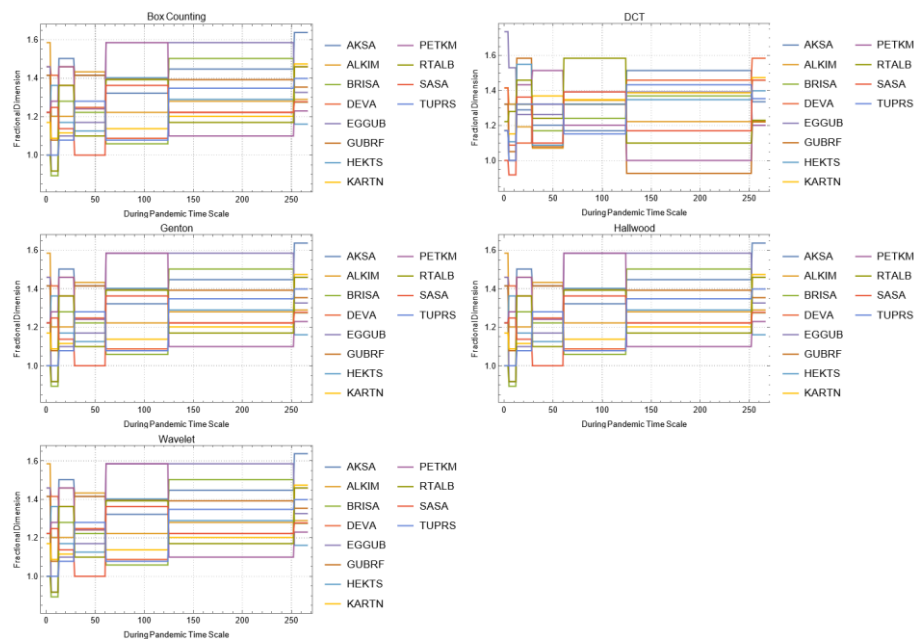 Box Counting
Fractional Dimension
1.6
1.4
1.2
1.0
0 50 100 150 200 250
During Pandemic Time Scale
AKSA PETKM
ALKIM RTALB
BRISA SASA
DEVA TUPRS
EGGUB
GUBRF
HEKTS
KARTN
DCT
Fractional Dimension
1.6
1.4
1.2
1.0
0 50 100 150 200 250
During Pandemic Time Scale
AKSA PETKM
ALKIM RTALB
BRISA SASA
DEVA TUPRS
EGGUB
GUBRF
HEKTS
KARTN
Genton
Fractional Dimension
1.6
1.4
1.2
1.0
0 50 100 150 200 250
During Pandemic Time Scale
AKSA PETKM
ALKIM RTALB
BRISA SASA
DEVA TUPRS
EGGUB
GUBRF
HEKTS
KARTN
Hallwood
Fractional Dimension
1.6
1.4
1.2
1.0
0 50 100 150 200 250
During Pandemic Time Scale
AKSA PETKM
ALKIM RTALB
BRISA SASA
DEVA TUPRS
EGGUB
GUBRF
HEKTS
KARTN
Wavelet
Fractional Dimension
1.6
1.4
1.2
1.0
0 50 100 150 200 250
During Pandemic Time Scale
AKSA PETKM
ALKIM RTALB
BRISA SASA
DEVA TUPRS
EGGUB
GUBRF
HEKTS
KARTN